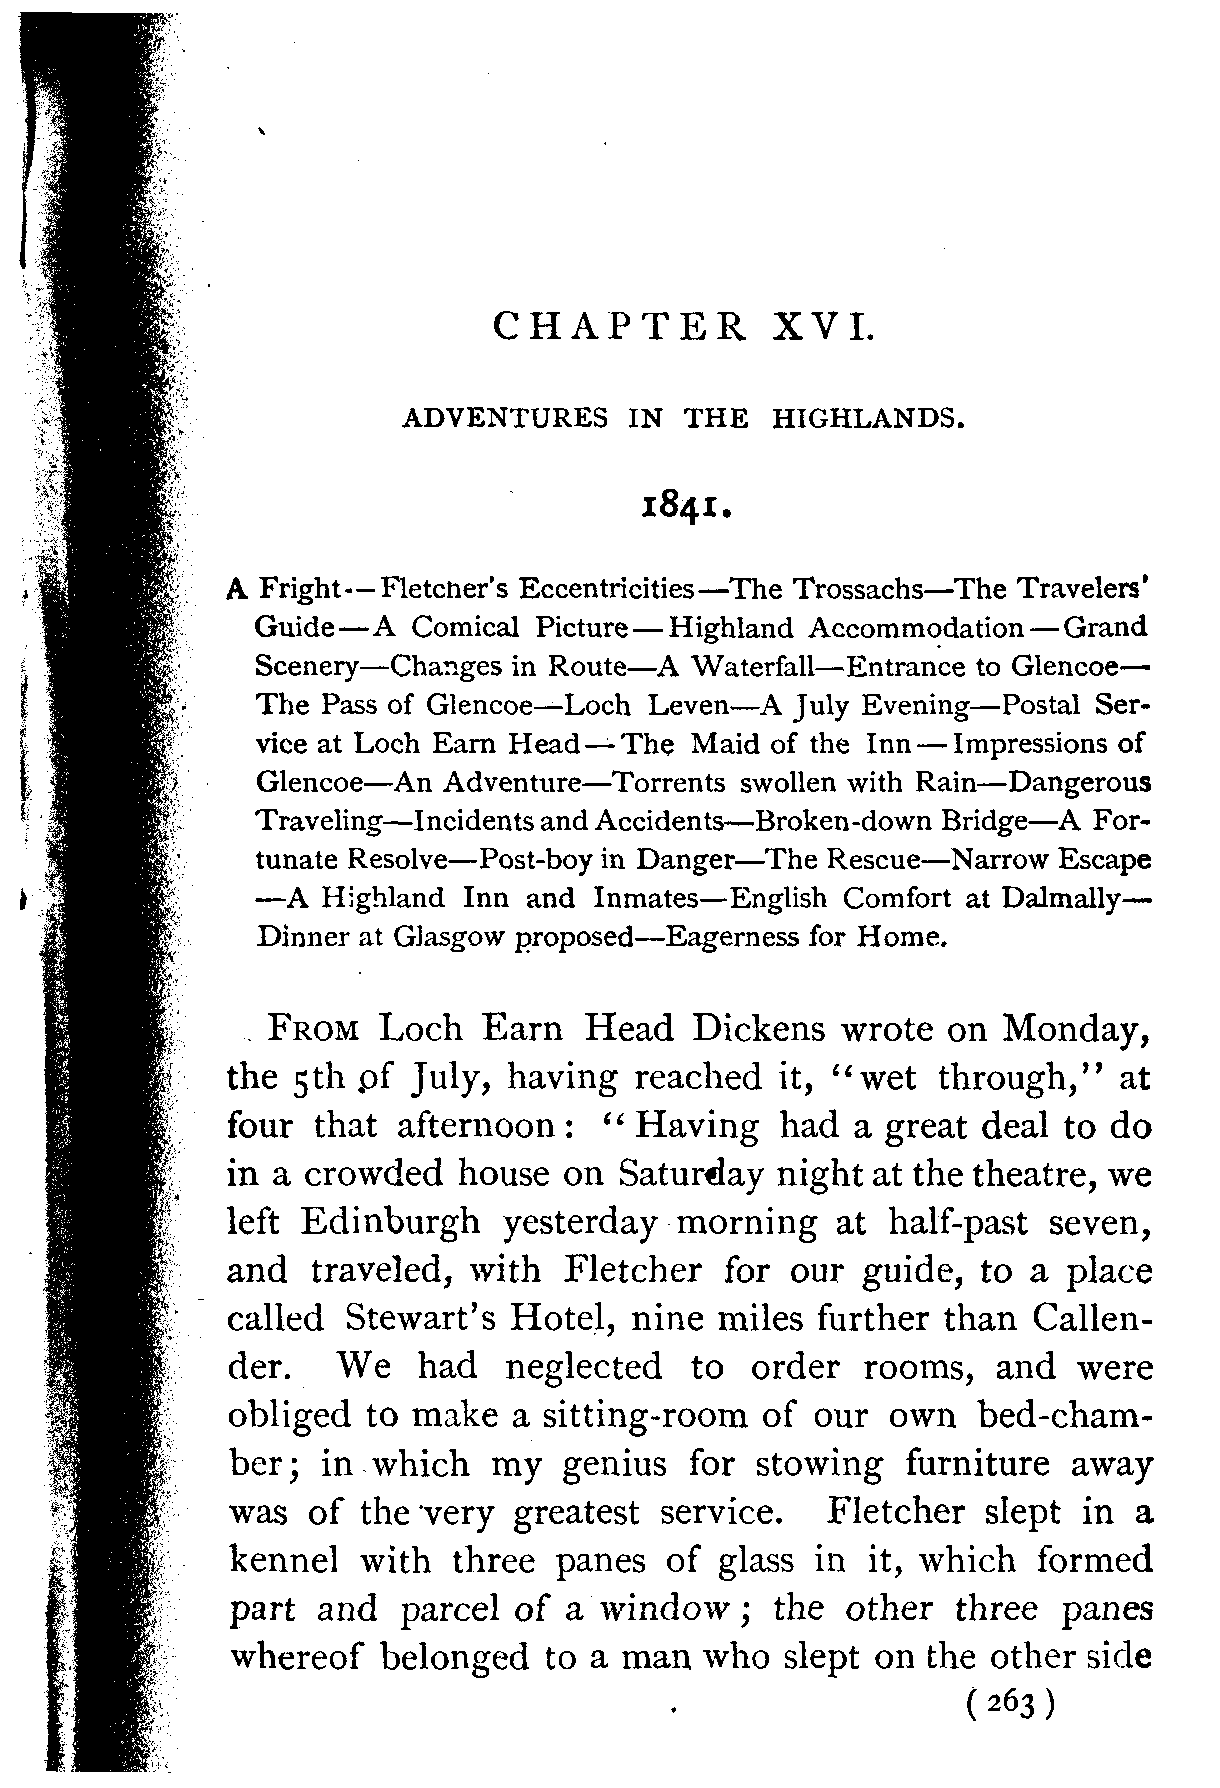 CHAPTER XVI.
ADVENTURES IN THE HIGHLANDS.
1841.
A Fright—Fletcher's Eccentricities—The Trossachs—The Travelers'
Guide—A Comical Picture—Highland Accommodation—Grand
Scenery—Changes in Route—A Waterfall—Entrance to Glencoe—
The Pass of Glencoe—Loch Leven—A July Evening—Postal Ser-
vice at Loch Earn Head—The Maid of the Inn—Impressions of
Glencoe—An Adventure—Torrents swollen with Rain—Dangerous
Traveling—Incidents and Accidents—Broken-down Bridge—A For-
tunate Resolve—Post-boy in Danger—The Rescue—Narrow Escape
—A Highland Inn and Inmates—English Comfort at Dalmally—
Dinner at Glasgow proposed—Eagerness for Home.
FROM Loch Earn Head Dickens wrote on Monday,
the 5th of July, having reached it, "wet through," at
four that afternoon: "Having had a great deal to do
in a crowded house on Saturday night at the theatre, we
left Edinburgh yesterday morning at half-past seven,
and traveled, with Fletcher for our guide, to a place
called Stewart's Hotel, nine miles further than Callen-
der. We had neglected to order rooms, and were
obliged to make a sitting-room of our own bed-cham-
ber; in which my genius for stowing furniture away
was of the very greatest service. Fletcher slept in a
kennel with three panes of glass in it, which formed
part and parcel of a window; the other three panes
whereof belonged to a man who slept on the other side
(263)